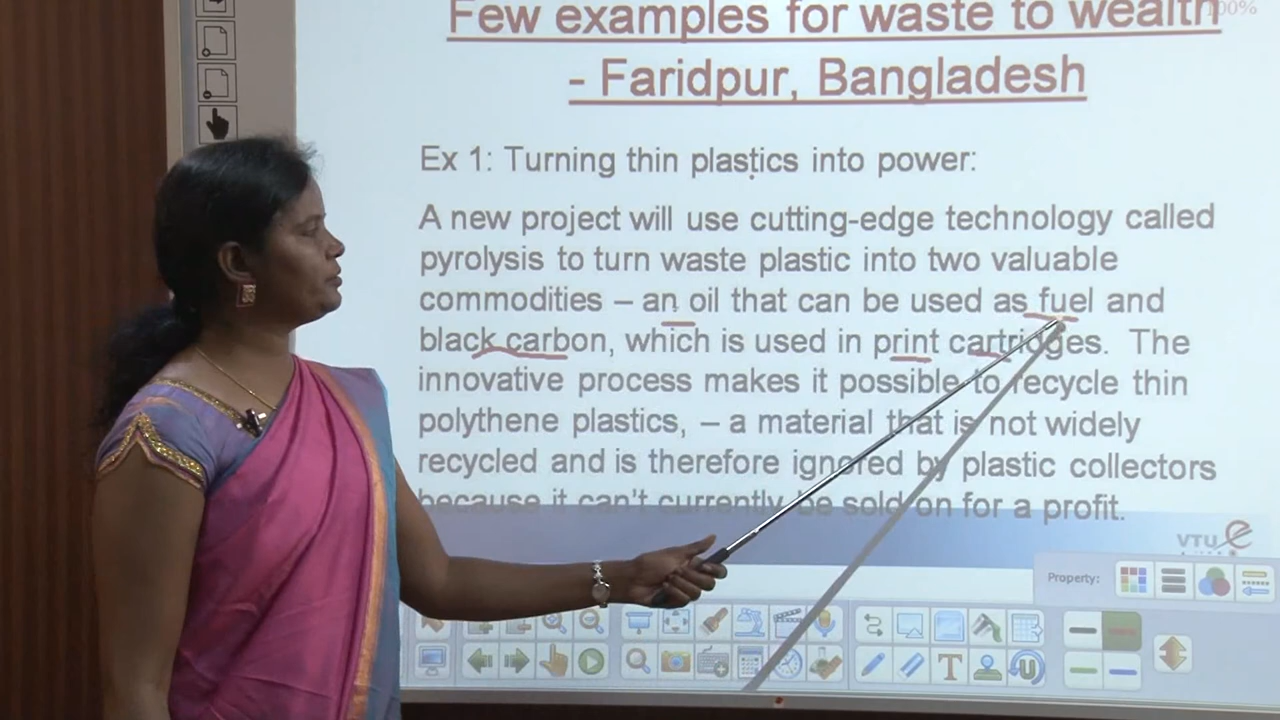 100%
Few examples for waste to wealth
- Faridpur, Bangladesh
Ex 1: Turning thin plastics into power:
A new project will use cutting-edge technology called
pyrolysis to turn waste plastic into two valuable
commodities – an oil that can be used as fuel and
black carbon, which is used in print cartridges. The
innovative process makes it possible to recycle thin
polythene plastics, – a material that is not widely
recycled and is therefore ignored by plastic collectors
because it can't currently be sold on for a profit.
VTU e
Property:
T